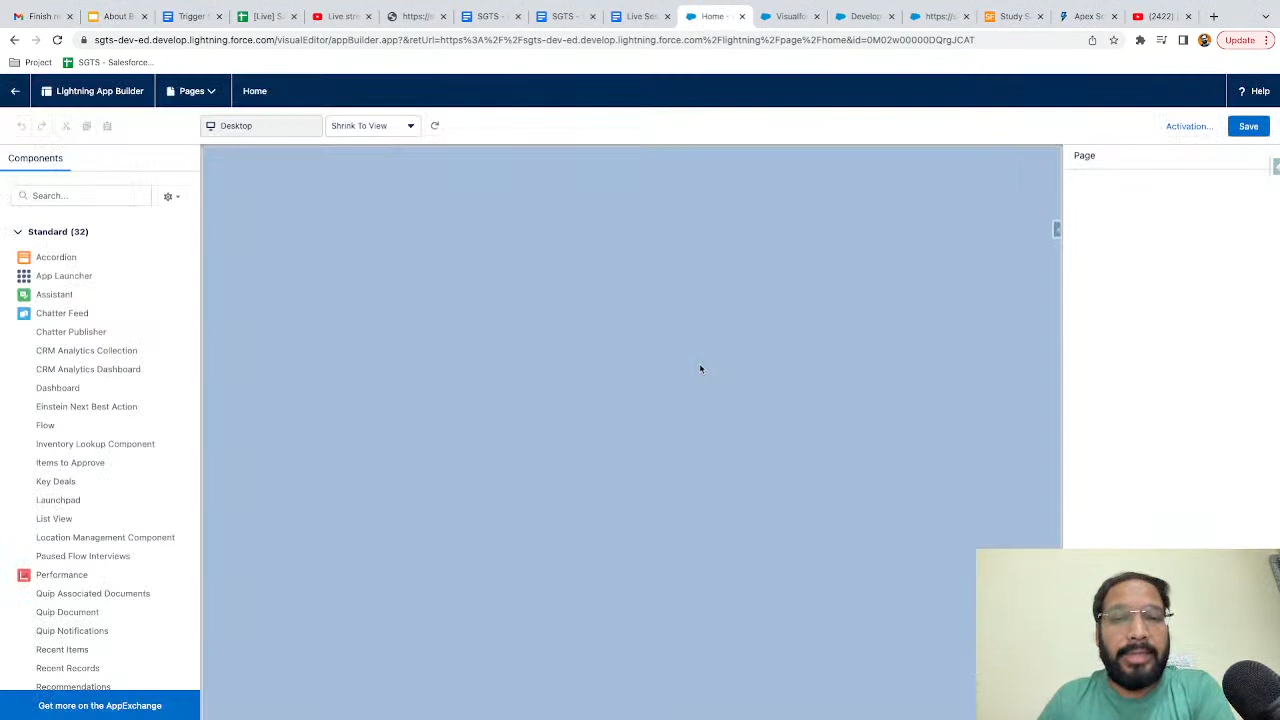 Finish re
About B
Trigger
[Live] Sa
Live stre
https://e
SGTS -
SGTS -
Live Ses
Home -
Visualfo
Develop
https://s
Study Sa
Apex Sc
(2422)
sgts-dev-ed.develop.lightning.force.com/visualEditor/appBuilder.app?&retUrl=https%3A%2F%2Fsgts-dev-ed.develop.lightning.force.com%2Flightning%2Fpage%2Fhome&id=0M02w00000DQrgJCAT
Update
Project
SGTS - Salesforce...
Lightning App Builder
Pages
Home
? Help
Desktop
Shrink To View
Activation...
Save
Components
Page
Search...
Standard (32)
Accordion
App Launcher
Assistant
Chatter Feed
Chatter Publisher
CRM Analytics Collection
CRM Analytics Dashboard
Dashboard
Einstein Next Best Action
Flow
Inventory Lookup Component
Items to Approve
Key Deals
Launchpad
List View
Location Management Component
Paused Flow Interviews
Performance
Quip Associated Documents
Quip Document
Quip Notifications
Recent Items
Recent Records
Recommendations
Get more on the AppExchange